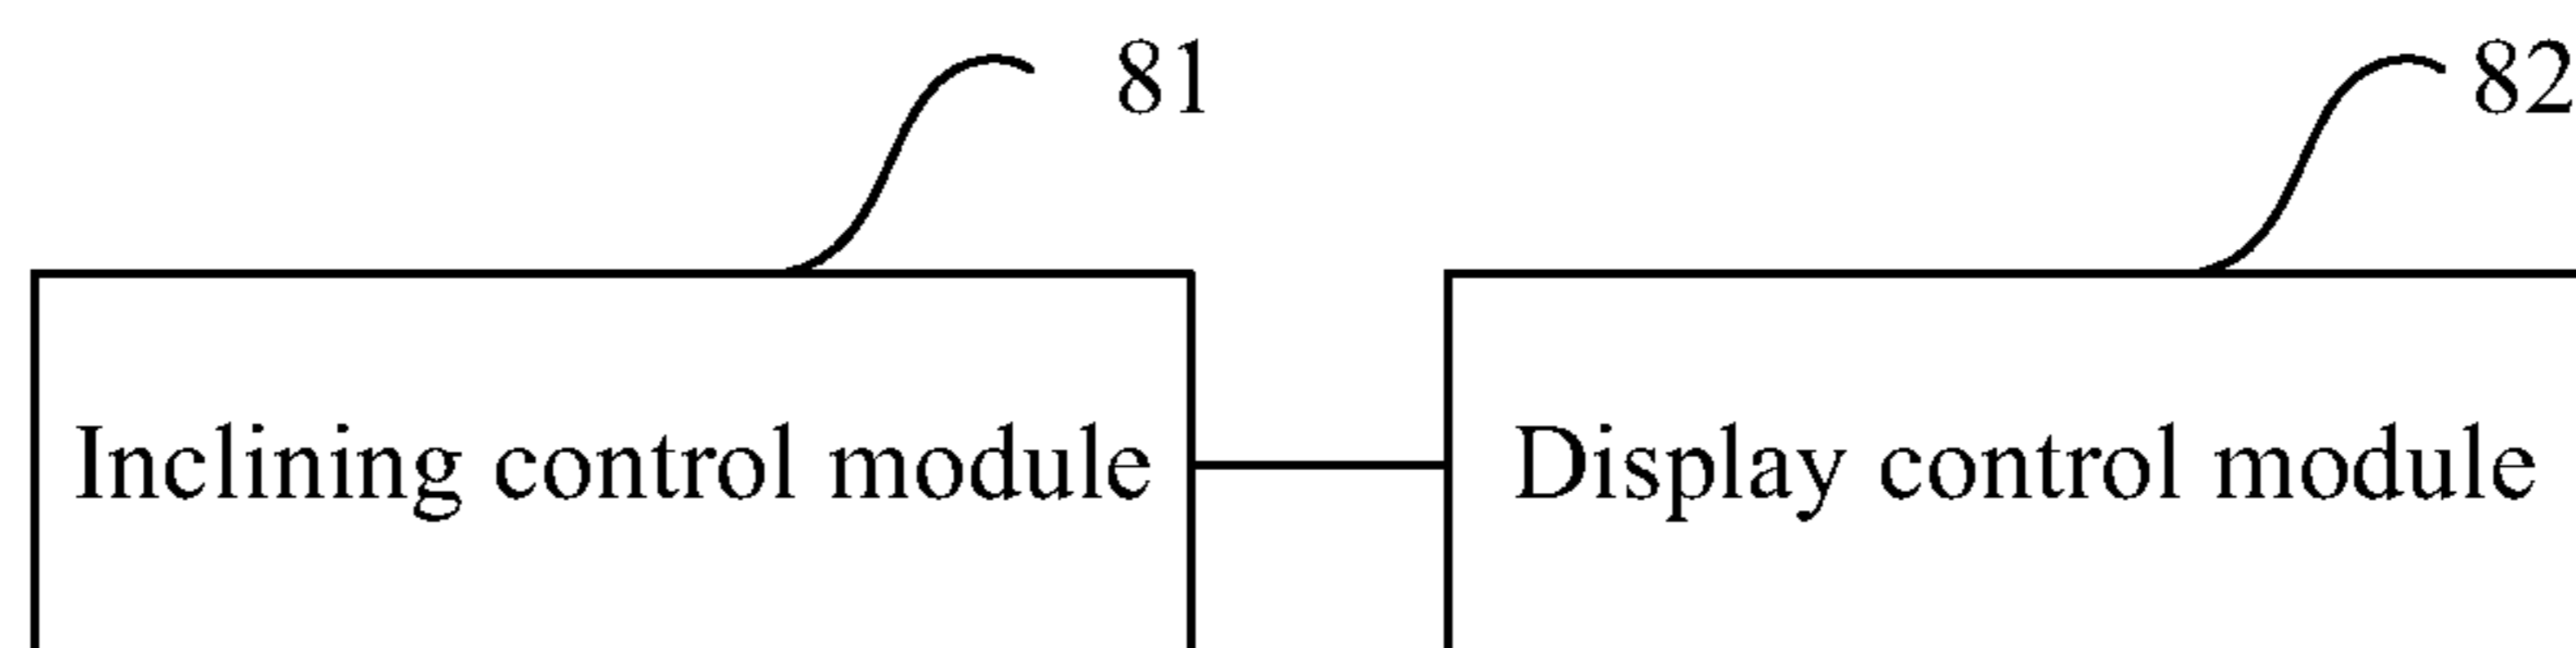 81
82
Inclining control module
Display control module